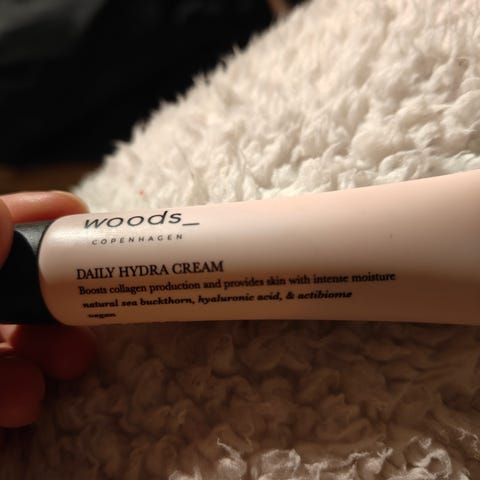 woods_
COPENHAGEN
DAILY HYDRA CREAM
Boosts collagen production and provides skin with intense moisture
natural sea buckthorn, hyaluronic acid, & actibiome
vegan